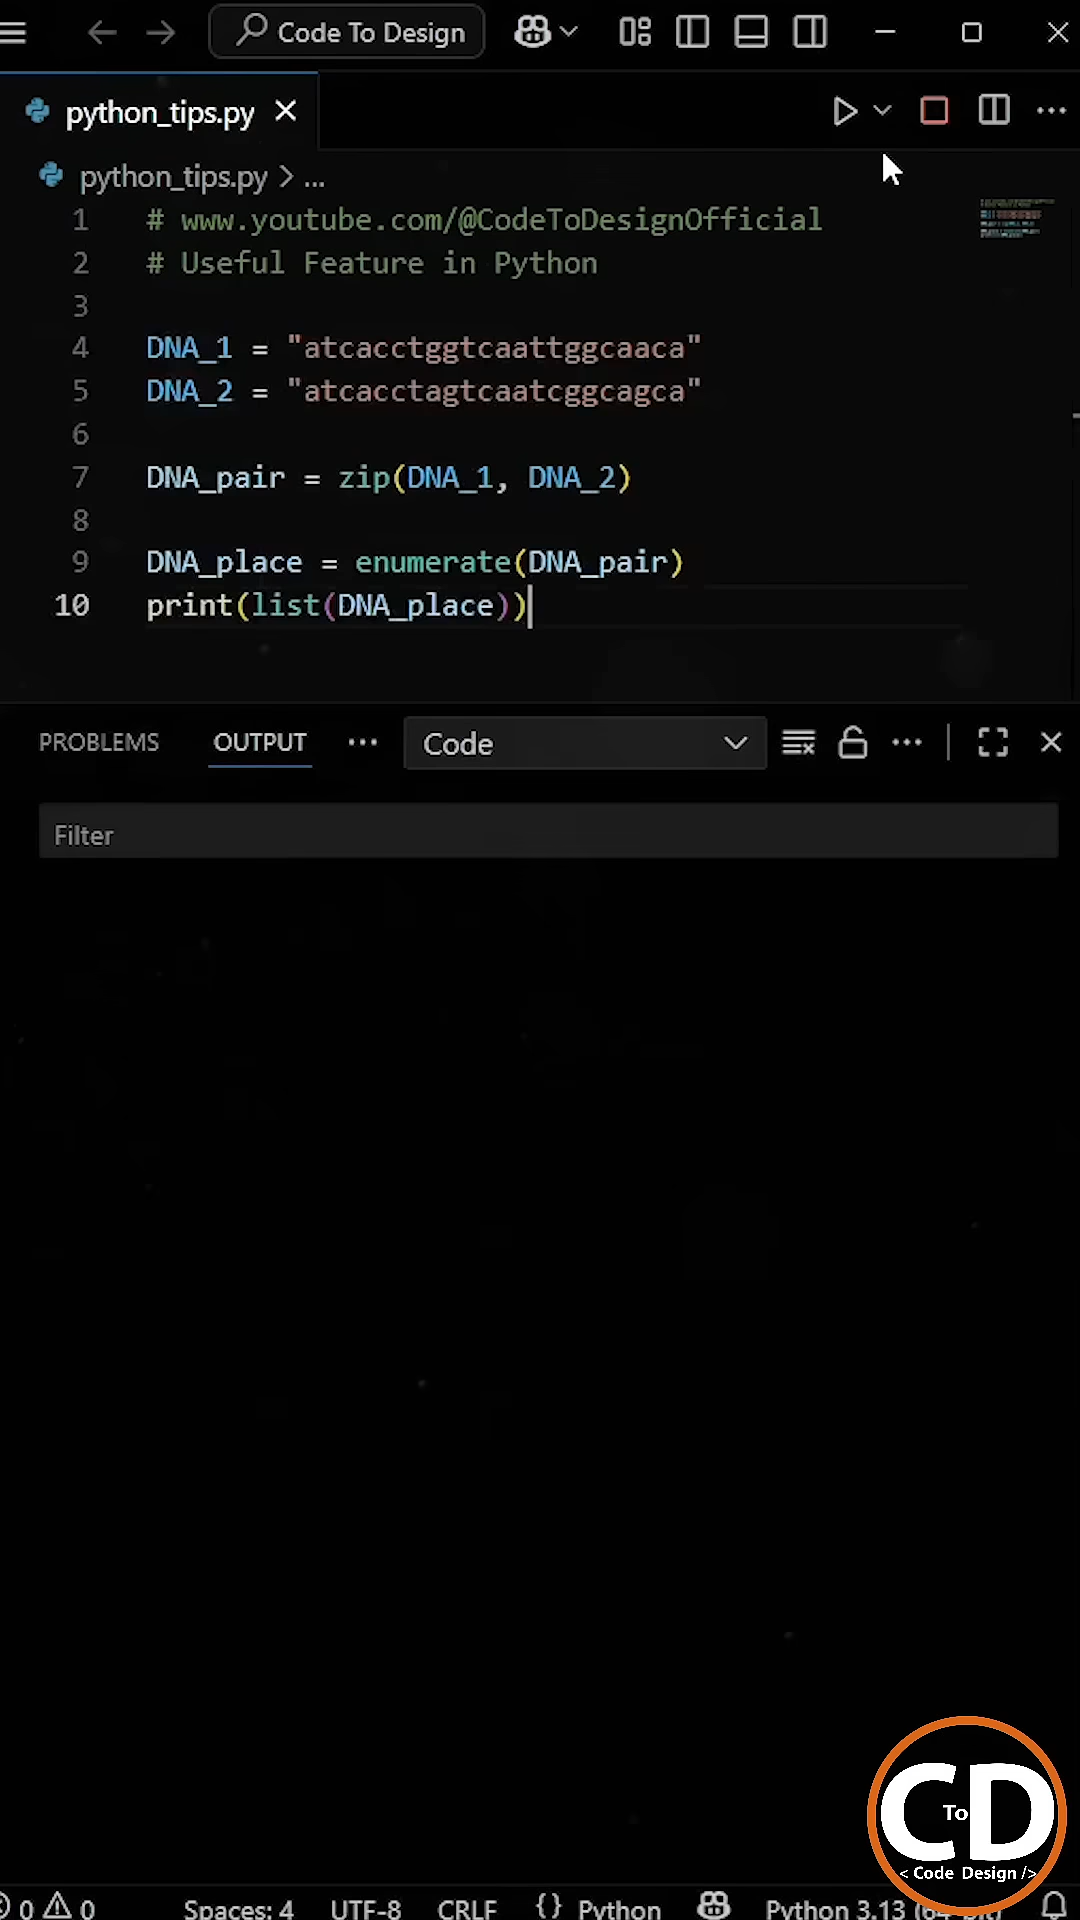 Code To Design
python_tips.py
python_tips.py > ...
1 # www.youtube.com/@CodeToDesignOfficial
2 # Useful Feature in Python
3
4 DNA_1 = "atcacctggtcaattggcaaca"
5 DNA_2 = "atcacctagtcaatcggcagca"
6
7 DNA_pair = zip(DNA_1, DNA_2)
8
9 DNA_place = enumerate(DNA_pair)
10 print(list(DNA_place))
PROBLEMS OUTPUT ... Code
Filter
CD
To
< Code Design />
0 0 Spaces: 4 UTF-8 CRLF {} Python Python 3.13